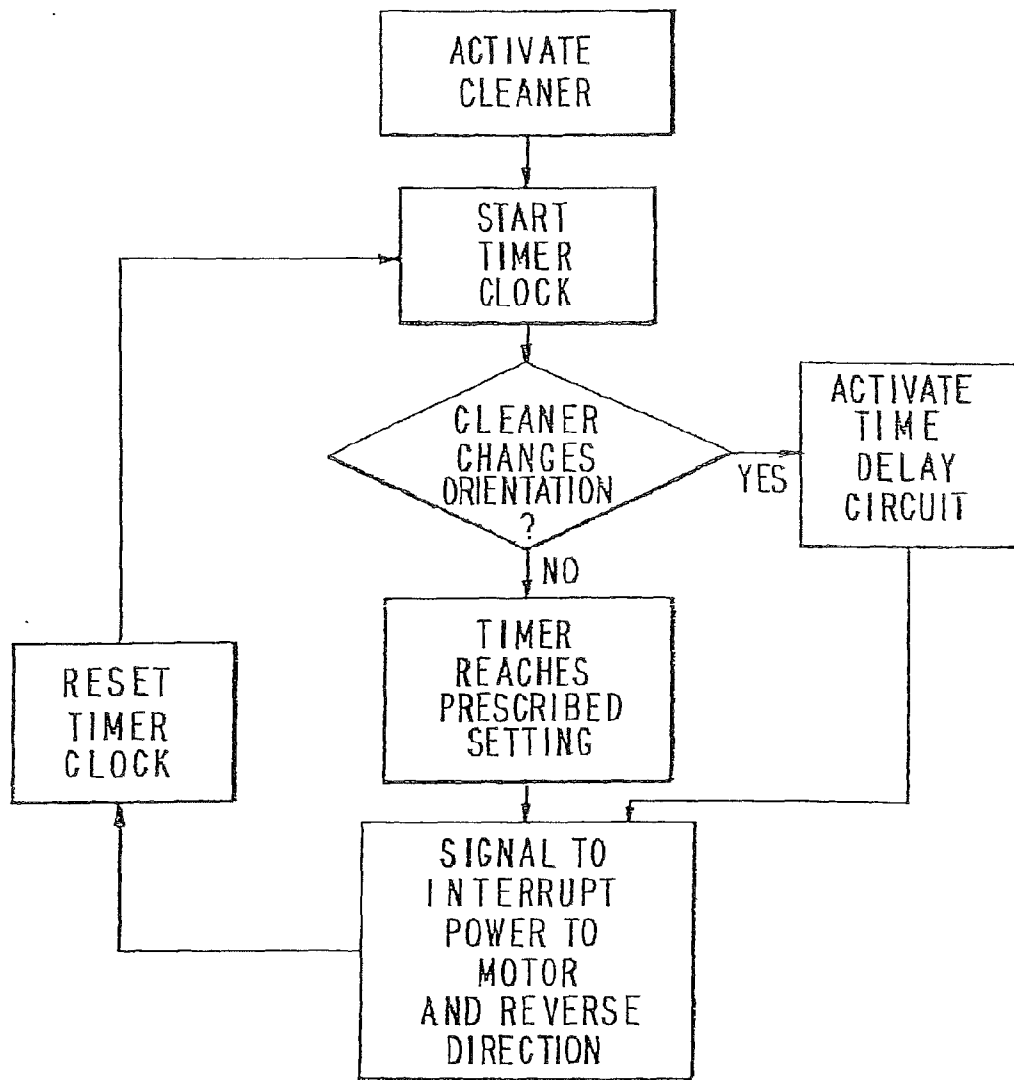 ACTIVATE
CLEANER
START
TIMER
CLOCK
CLEANER
CHANGES
ORIENTATION
?
YES
ACTIVATE
TIME
DELAY
CIRCUIT
NO
TIMER
REACHES
PRESCRIBED
SETTING
RESET
TIMER
CLOCK
SIGNAL TO
INTERRUPT
POWER TO
MOTOR
AND REVERSE
DIRECTION